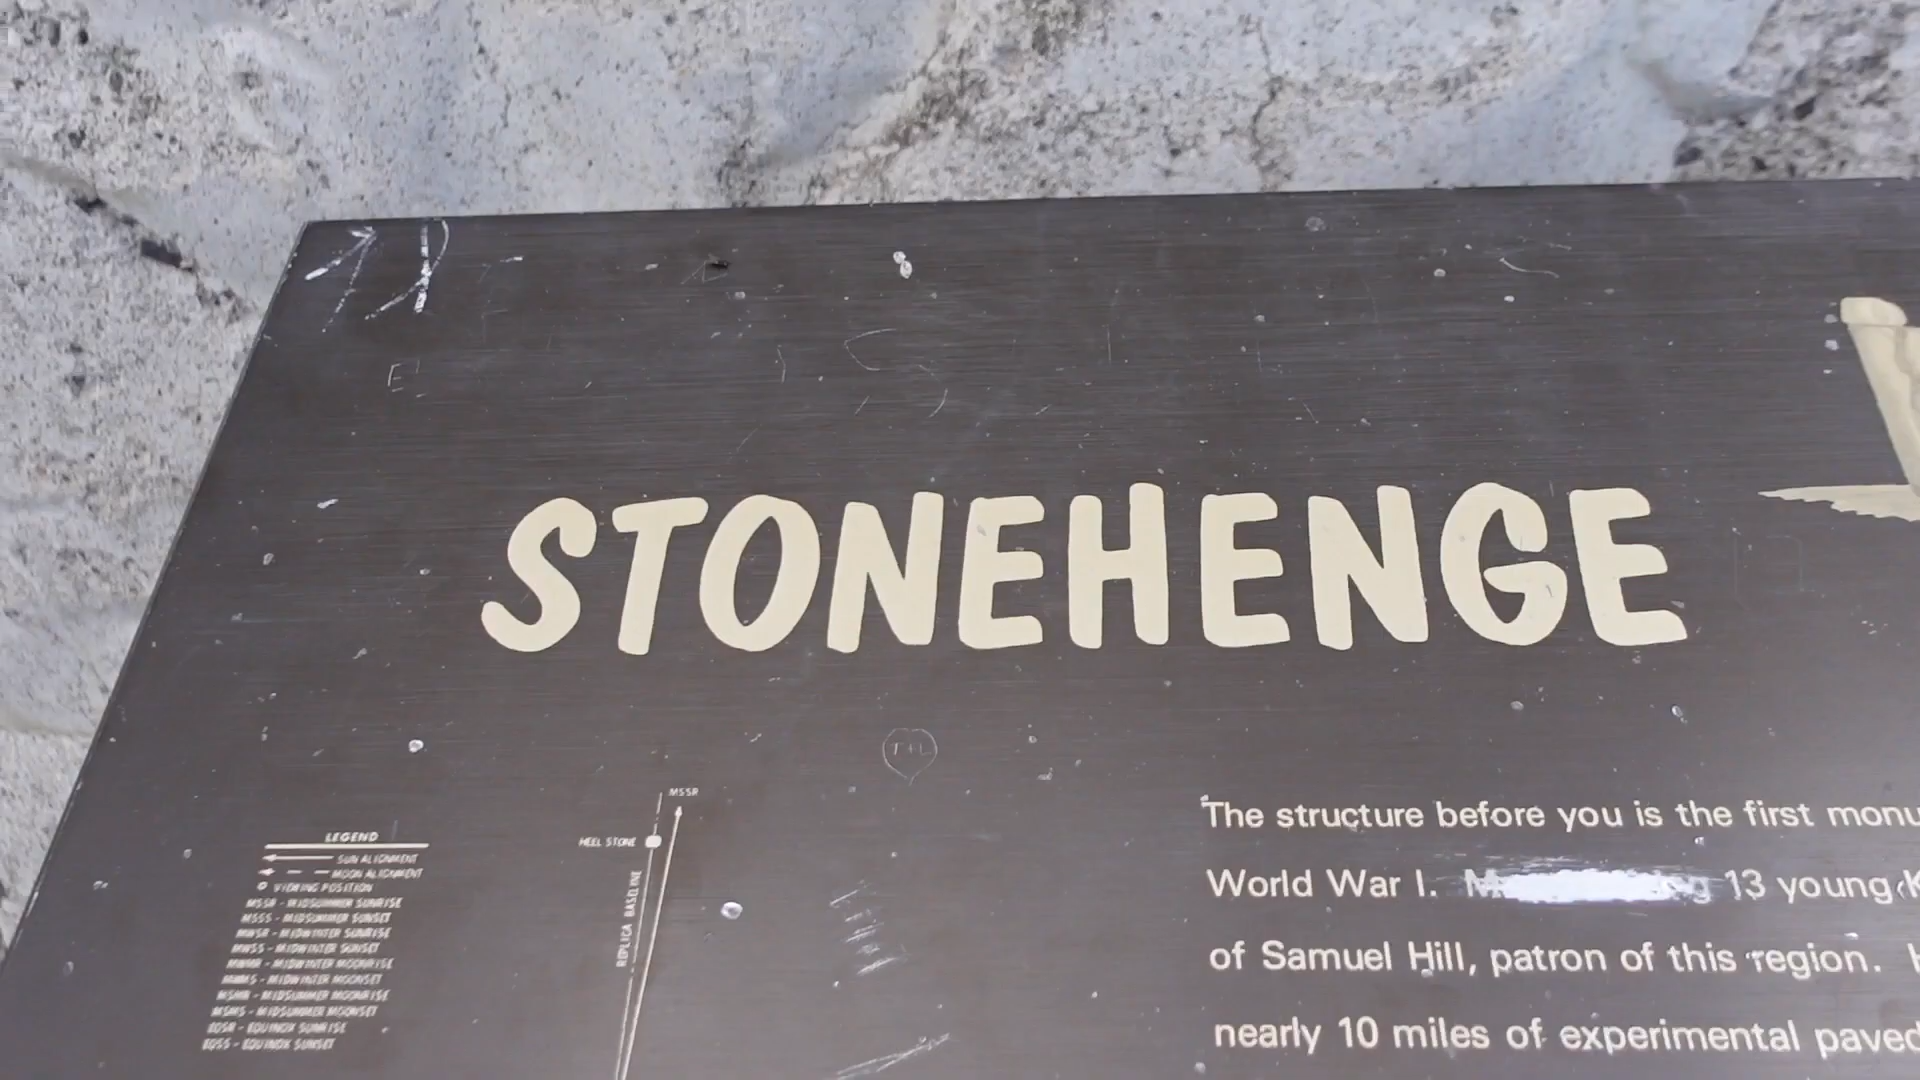 STONEHENGE
The structure before you is the first monu
World War I. 13 young K
of Samuel Hill, patron of this region. H
nearly 10 miles of experimental paved
MSSR
HEEL STONE
REPLICA BASELINE
LEGEND
SUN ALIGNMENT
MOON ALIGNMENT
VIEWING POSITION
MSSR - MIDSUMMER SUNRISE
MSSS - MIDSUMMER SUNSET
MWSR - MIDWINTER SUNRISE
MWSS - MIDWINTER SUNSET
MWMR - MIDWINTER MOONRISE
MWMS - MIDWINTER MOONSET
MSMR - MIDSUMMER MOONRISE
MSMS - MIDSUMMER MOONSET
EQSR - EQUINOX SUNRISE
EQSS - EQUINOX SUNSET